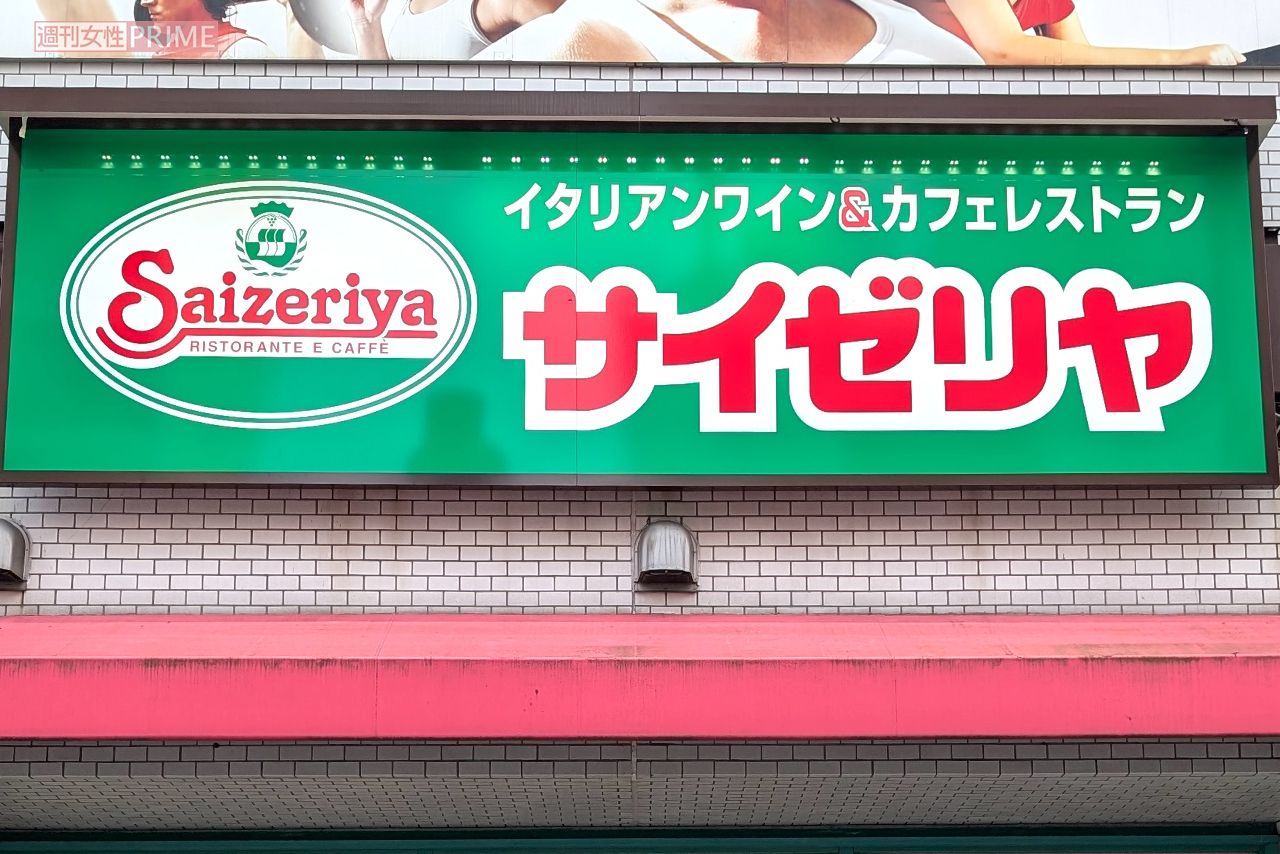 週刊女性PRIME
イタリアンワイン&カフェレストラン
Saizeriya
RISTORANTE E CAFFÈ
サイゼリヤ